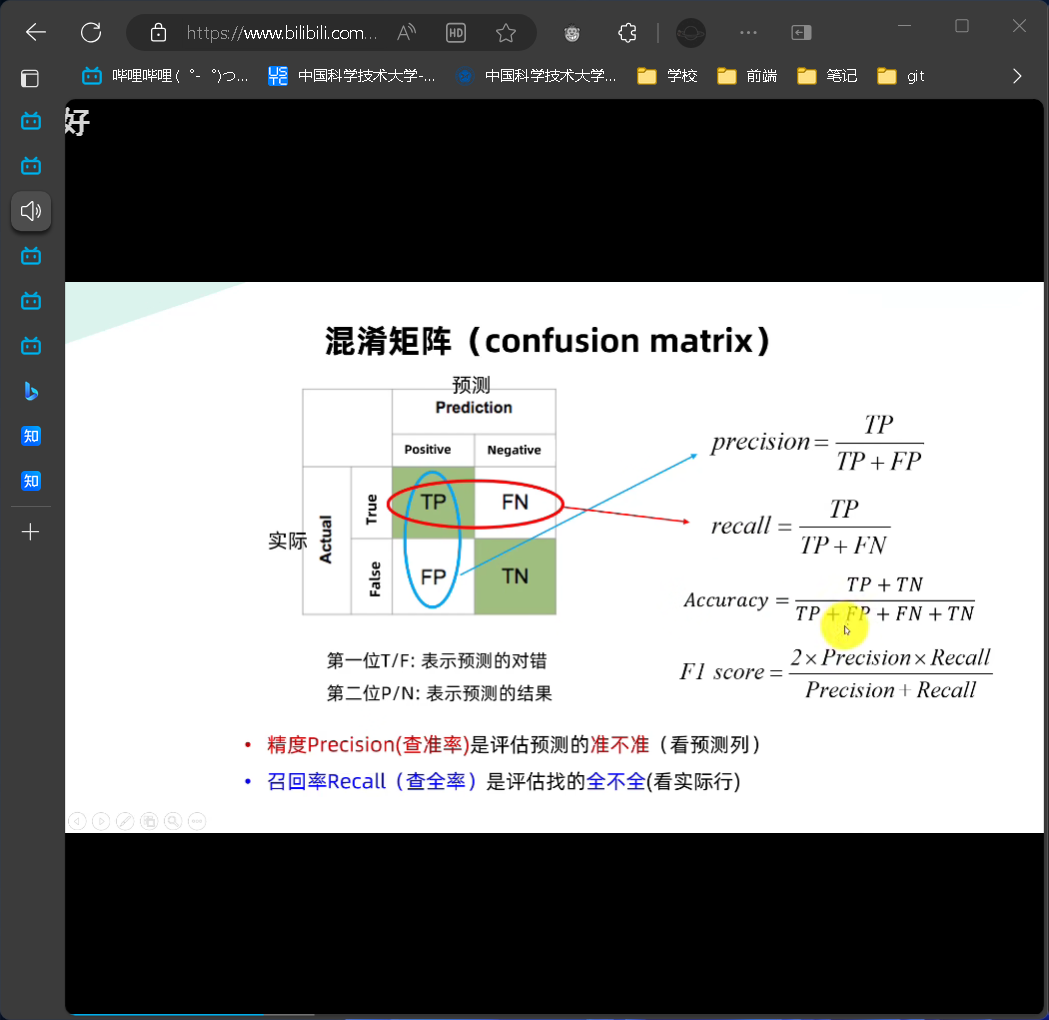 https://www.bilibili.com...
HD
哔哩哔哩 (゜-゜)つ...
中国科学技术大学-...
中国科学技术大学...
学校
前端
笔记
git
好
知
知
混淆矩阵（confusion matrix）
预测
Prediction
Positive
Negative
实际
Actual
True
TP
FN
False
FP
TN
precision = TP / (TP + FP)
recall = TP / (TP + FN)
Accuracy = (TP + TN) / (TP + FP + FN + TN)
F1 score = (2 × Precision × Recall) / (Precision + Recall)
第一位T/F: 表示预测的对错
第二位P/N: 表示预测的结果
• 精度Precision(查准率)是评估预测的准不准（看预测列）
• 召回率Recall（查全率）是评估找的全不全(看实际行)